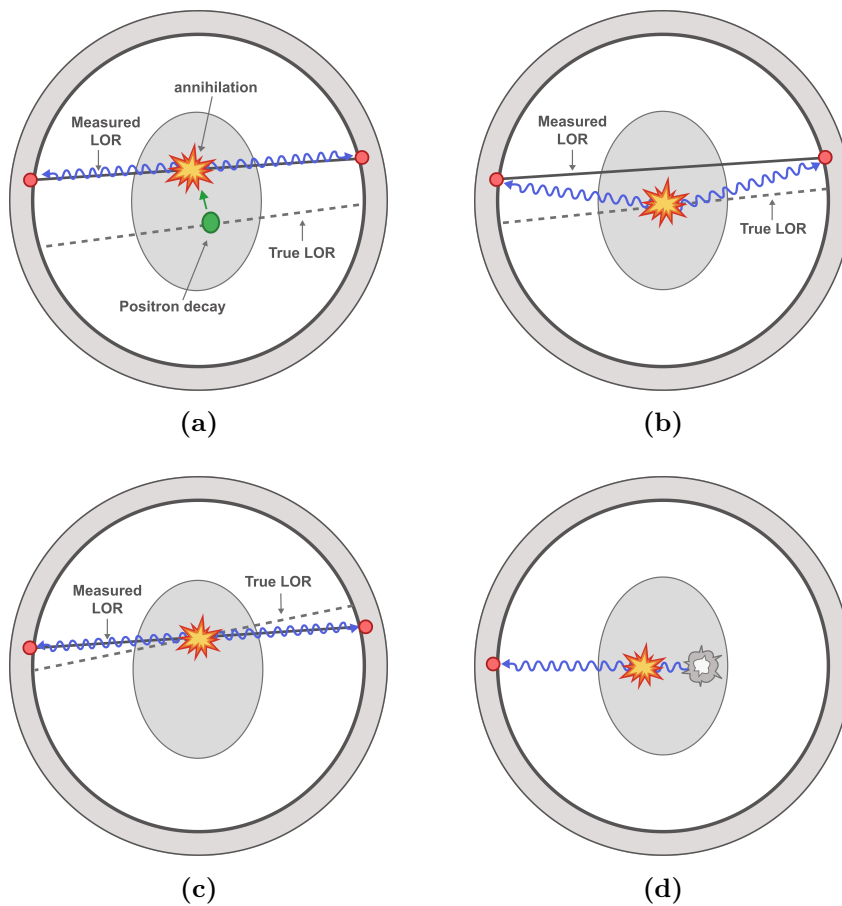 annihilation
Measured
LOR
True LOR
Positron decay
(a)
Measured
LOR
True LOR
(b)
Measured
LOR
True LOR
(c)
(d)